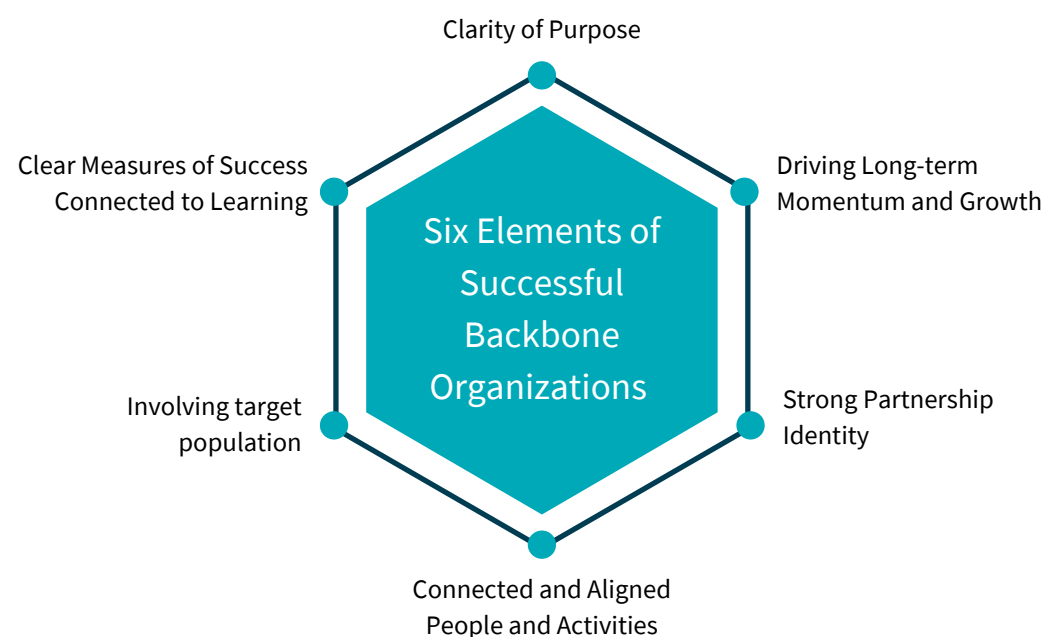 Clarity of Purpose
Clear Measures of Success
Connected to Learning
Driving Long-term
Momentum and Growth
Six Elements of
Successful
Backbone
Organizations
Involving target
population
Strong Partnership
Identity
Connected and Aligned
People and Activities